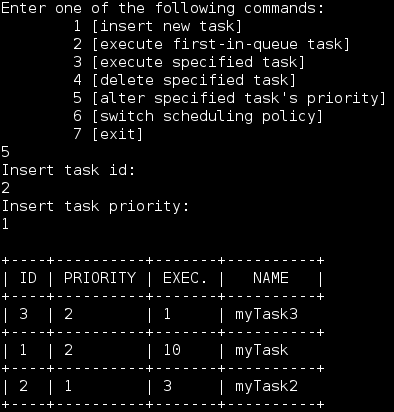 Enter one of the following commands:
1 [insert new task]
2 [execute first-in-queue task]
3 [execute specified task]
4 [delete specified task]
5 [alter specified task's priority]
6 [switch scheduling policy]
7 [exit]
5
Insert task id:
2
Insert task priority:
1
+----+----------+-------+----------+
| ID | PRIORITY | EXEC. |   NAME   |
+----+----------+-------+----------+
| 3  | 2        | 1     | myTask3
+----+----------+-------+----------+
| 1  | 2        | 10    | myTask
+----+----------+-------+----------+
| 2  | 1        | 3     | myTask2
+----+----------+-------+----------+